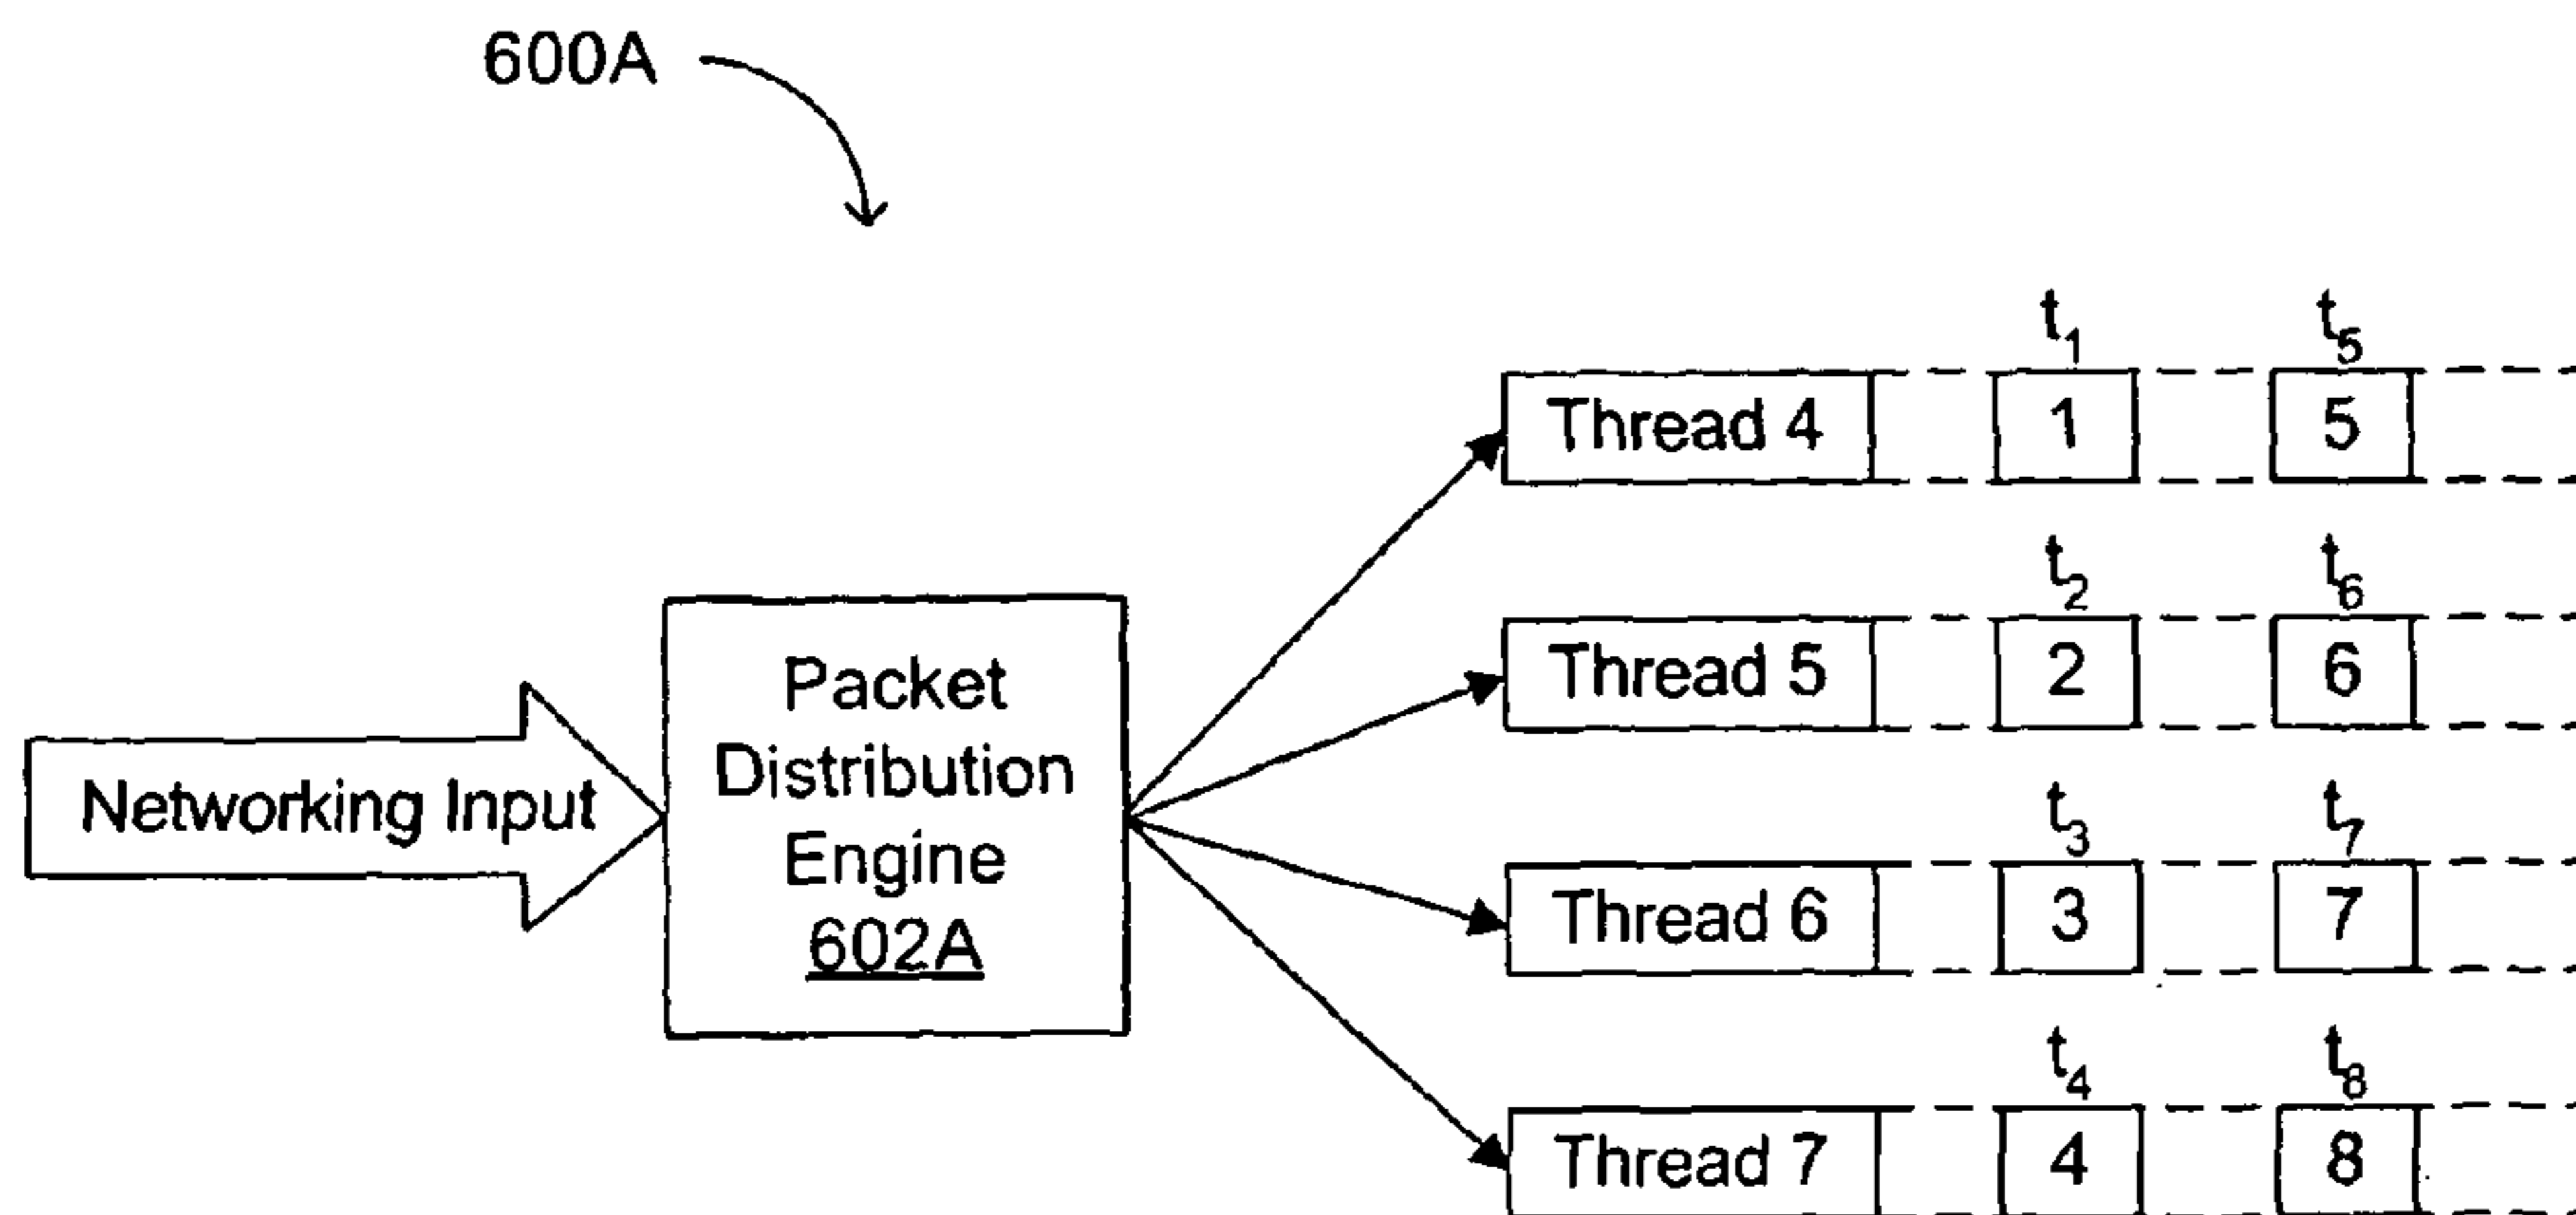 600A
Networking Input
Packet
Distribution
Engine
602A
t1 t5
Thread 4 1 5
t2 t6
Thread 5 2 6
t3 t7
Thread 6 3 7
t4 t8
Thread 7 4 8